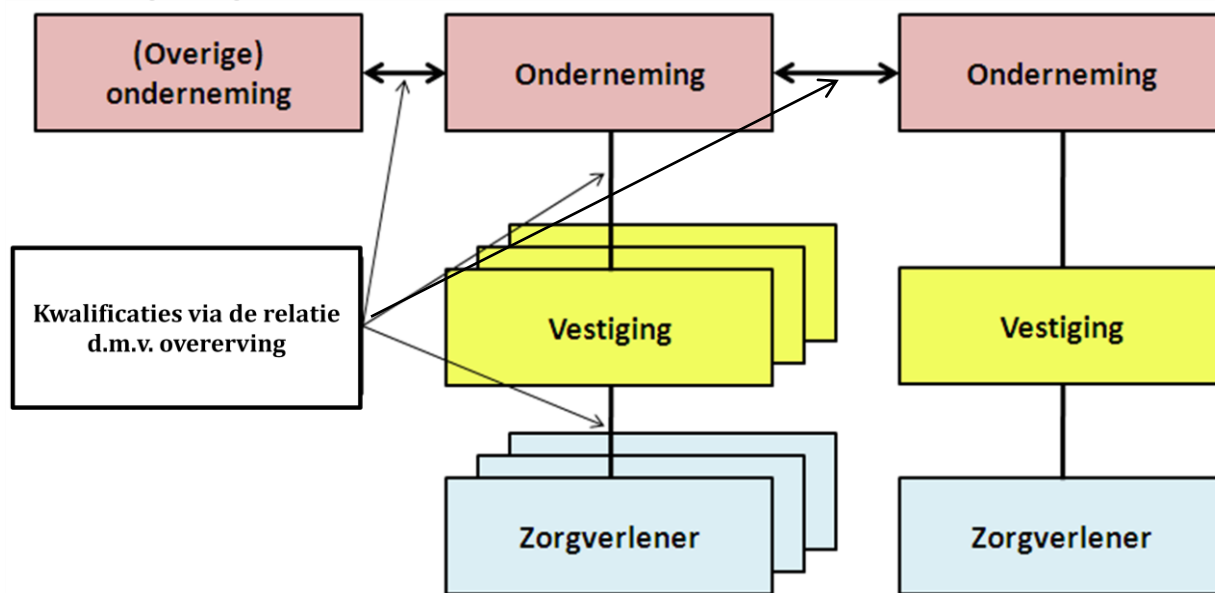 (Overige)
onderneming
Onderneming
Onderneming
Kwalificaties via de relatie
d.m.v. overerving
Vestiging
Vestiging
Zorgverlener
Zorgverlener